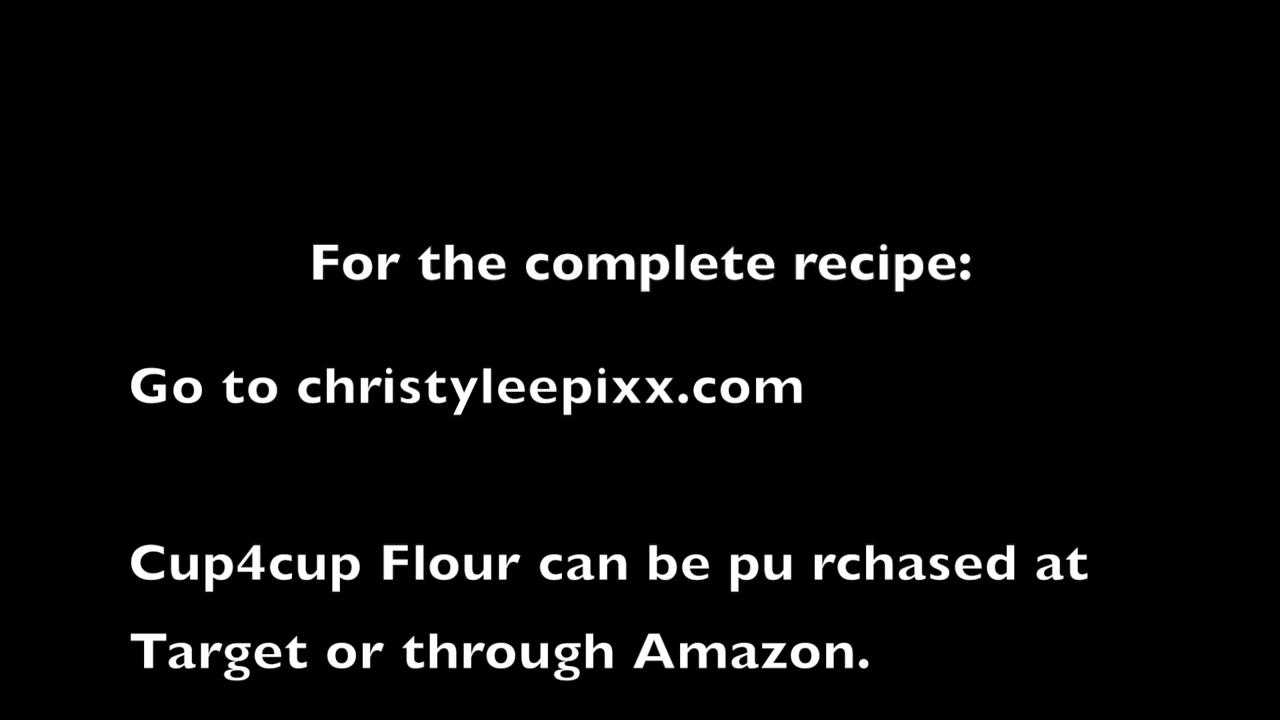 For the complete recipe:
Go to christyleepixx.com
Cup4cup Flour can be pu rchased at
Target or through Amazon.